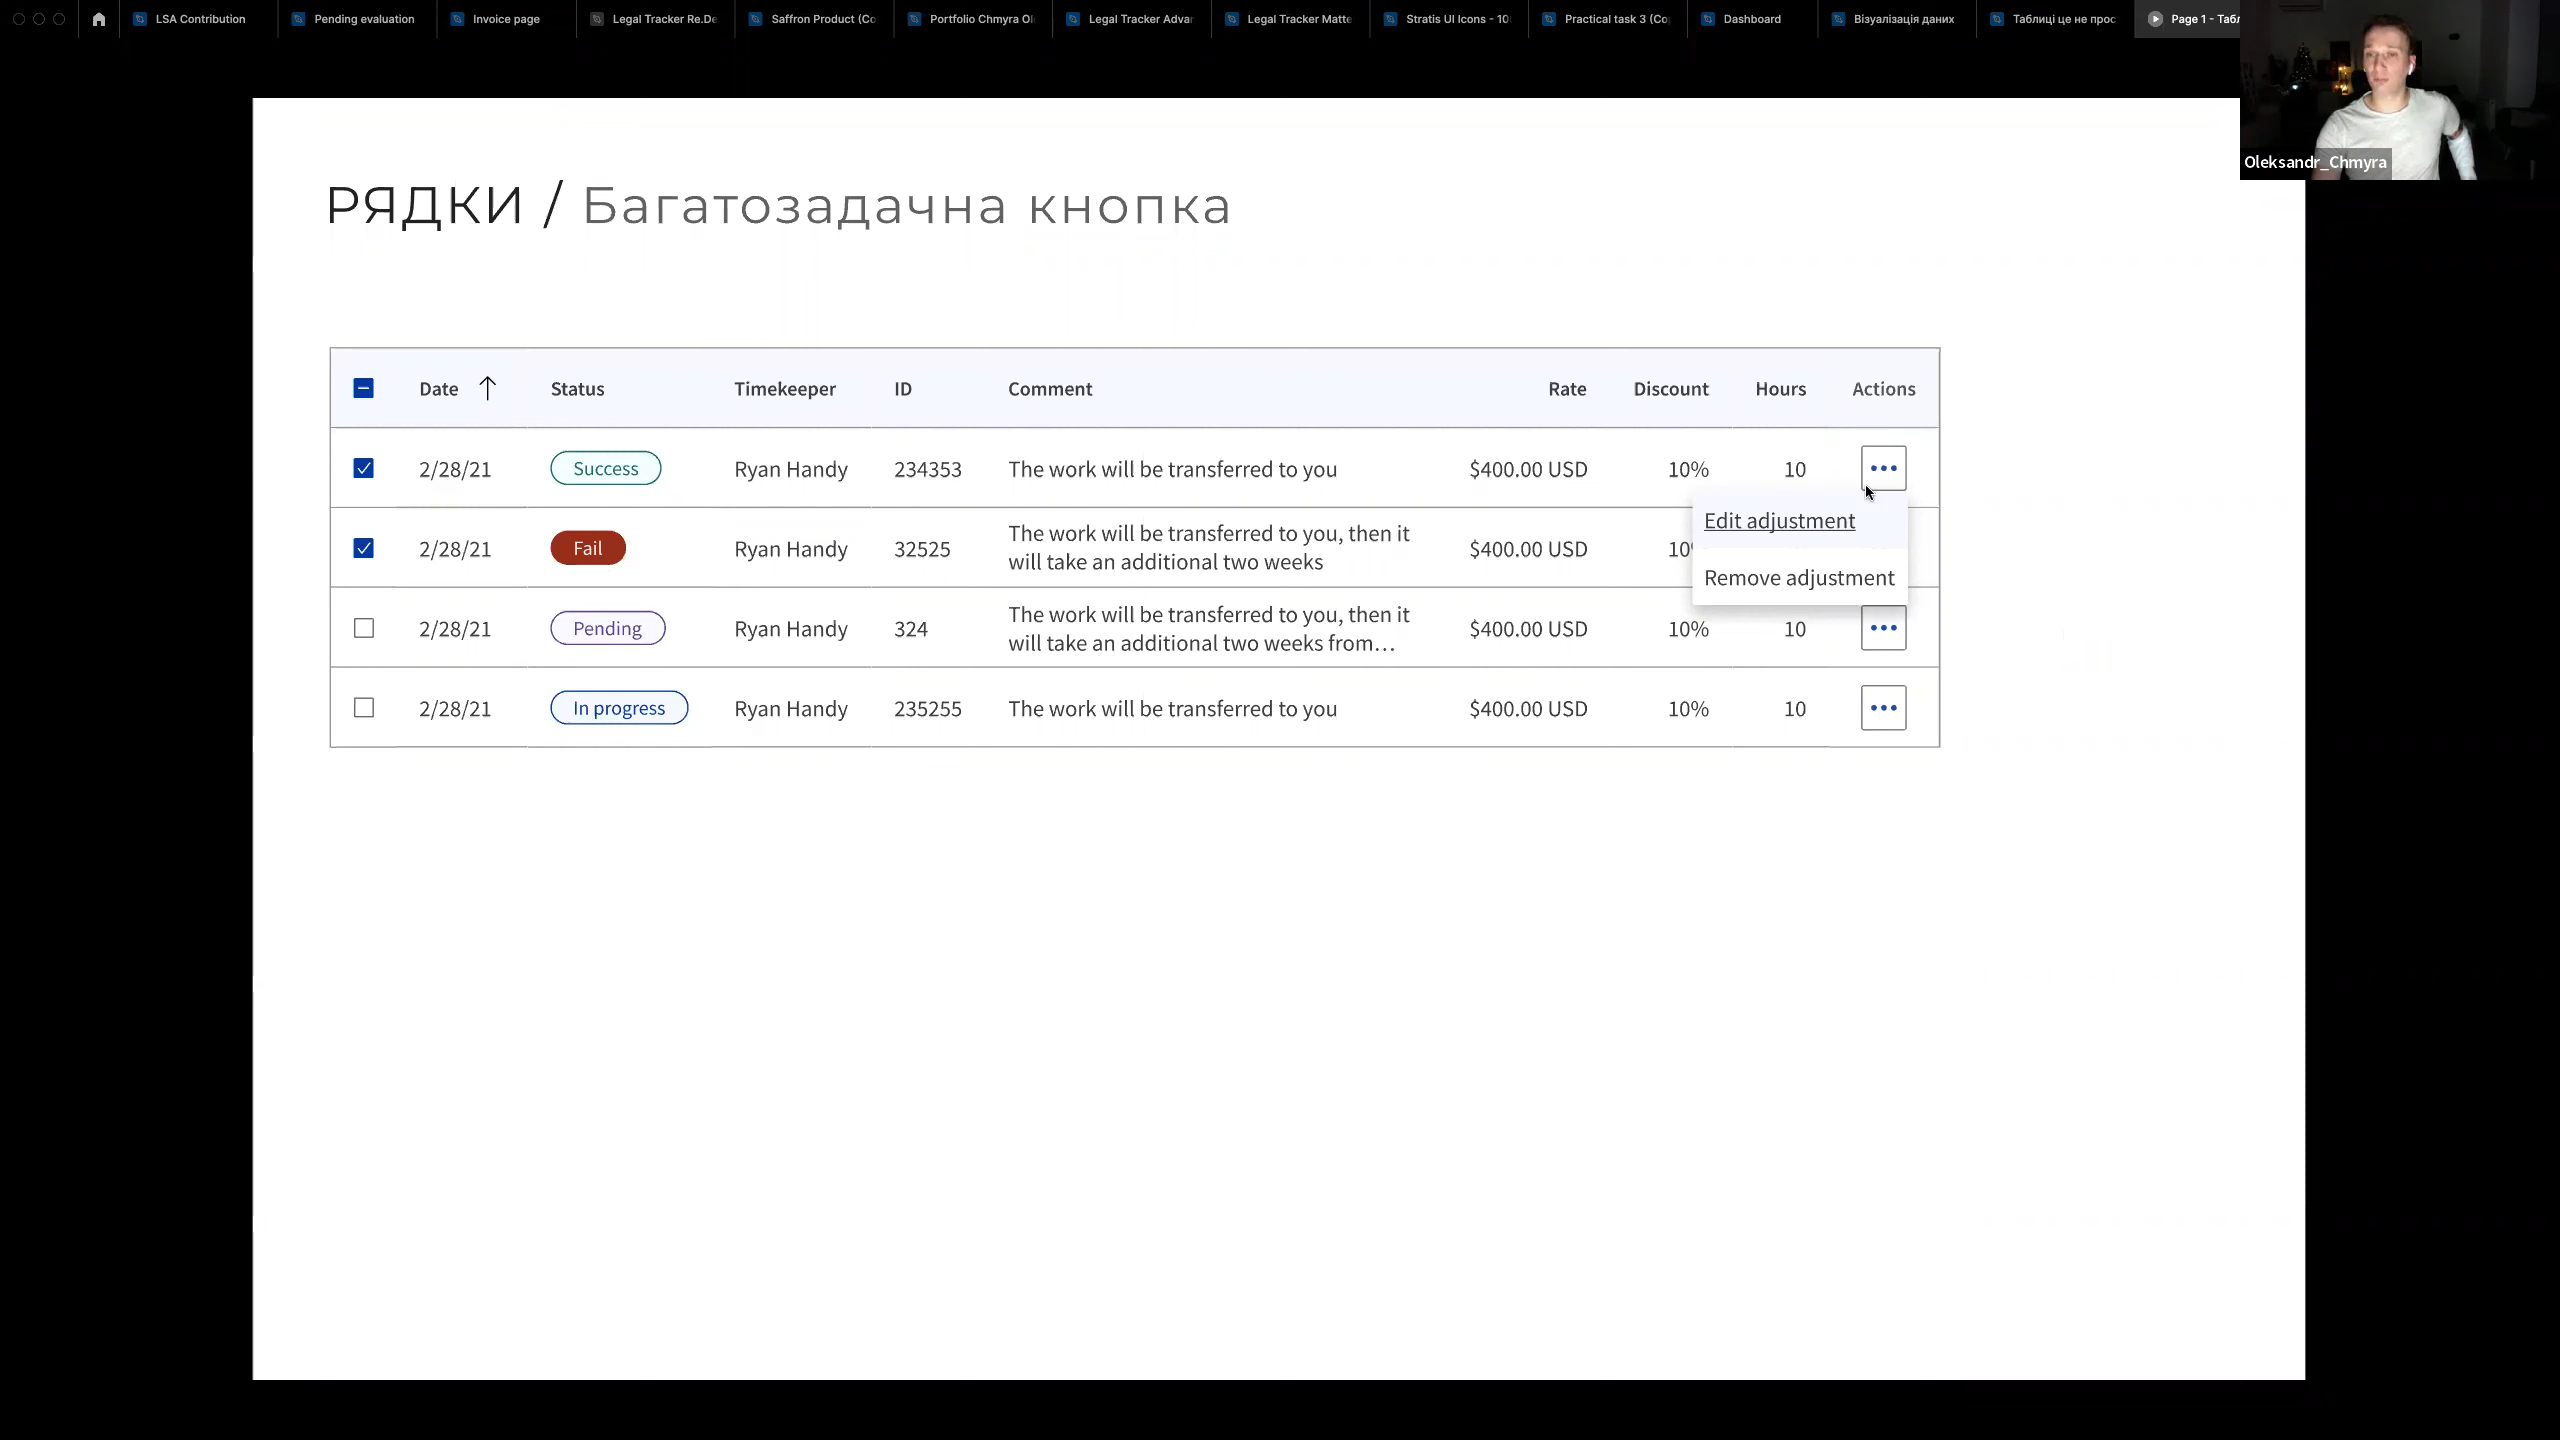 LSA Contribution
Pending evaluation
Invoice page
Legal Tracker Re.De
Saffron Product (Co
Portfolio Chmyra Ol
Legal Tracker Advar
Legal Tracker Matte
Stratis UI Icons - 10
Practical task 3 (Co
Dashboard
Візуалізація даних
Таблиці це не прос
Page 1 - Табл
Oleksandr_Chmyra
РЯДКИ / Багатозадачна кнопка
Date Status Timekeeper ID Comment Rate Discount Hours Actions
2/28/21 Success Ryan Handy 234353 The work will be transferred to you $400.00 USD 10% 10
Edit adjustment
Remove adjustment
2/28/21 Fail Ryan Handy 32525 The work will be transferred to you, then it $400.00 USD 10
will take an additional two weeks
2/28/21 Pending Ryan Handy 324 The work will be transferred to you, then it $400.00 USD 10% 10
will take an additional two weeks from…
2/28/21 In progress Ryan Handy 235255 The work will be transferred to you $400.00 USD 10% 10